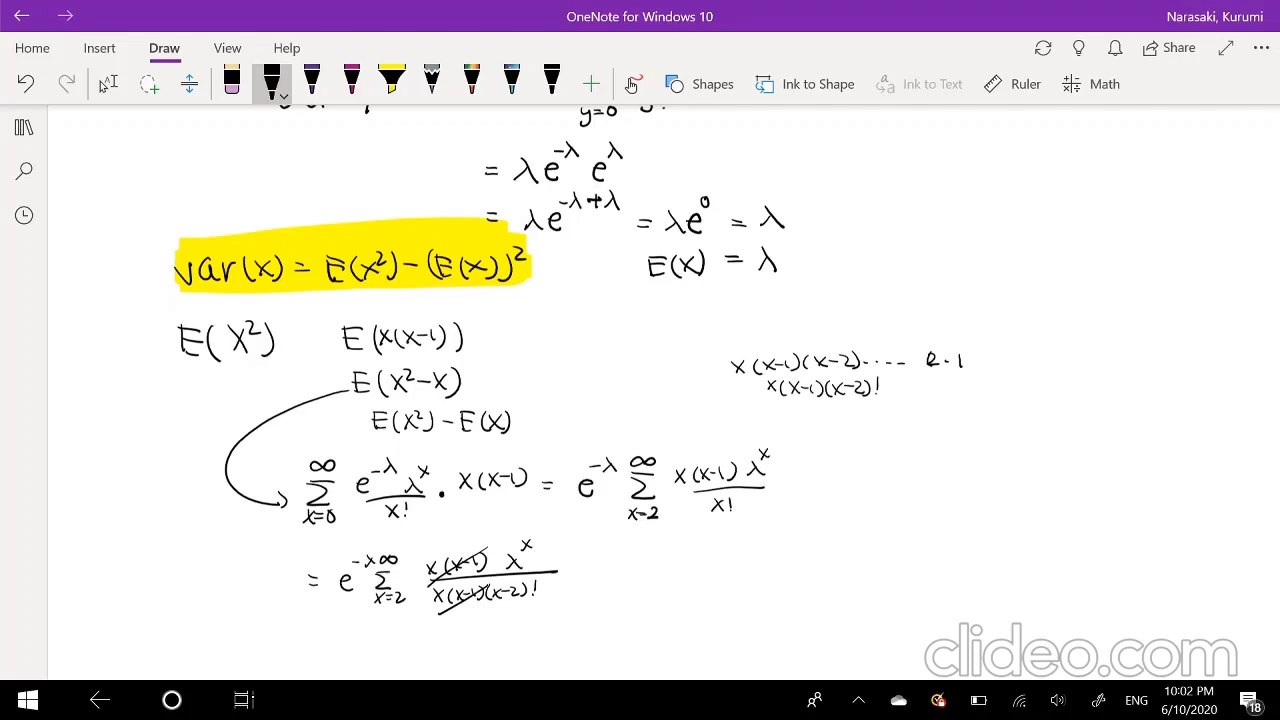 OneNote for Windows 10
Narasaki, Kurumi
Home Insert Draw View Help
Share
Shapes Ink to Shape Ink to Text Ruler Math
y=0
= λe^{-λ} e^{λ}
= λe^{-λ+λ} = λe^{0} = λ
var(x) = E(x²) - (E(x))²
E(x) = λ
E(X²) E(x(x-1))
x(x-1)(x-2)..... 2·1
E(x²-x)
x(x-1)(x-2)!
E(x²) - E(x)
∑_{x=0}^{∞} e^{-λ} λ^x / x! • x(x-1) = e^{-λ} ∑_{x=2}^{∞} x(x-1) λ^x / x!
= e^{-λ} ∑_{x=2}^{∞} x(x-1) λ^x / x(x-1)(x-2)!
clideo.com
ENG
10:02 PM
6/10/2020
18